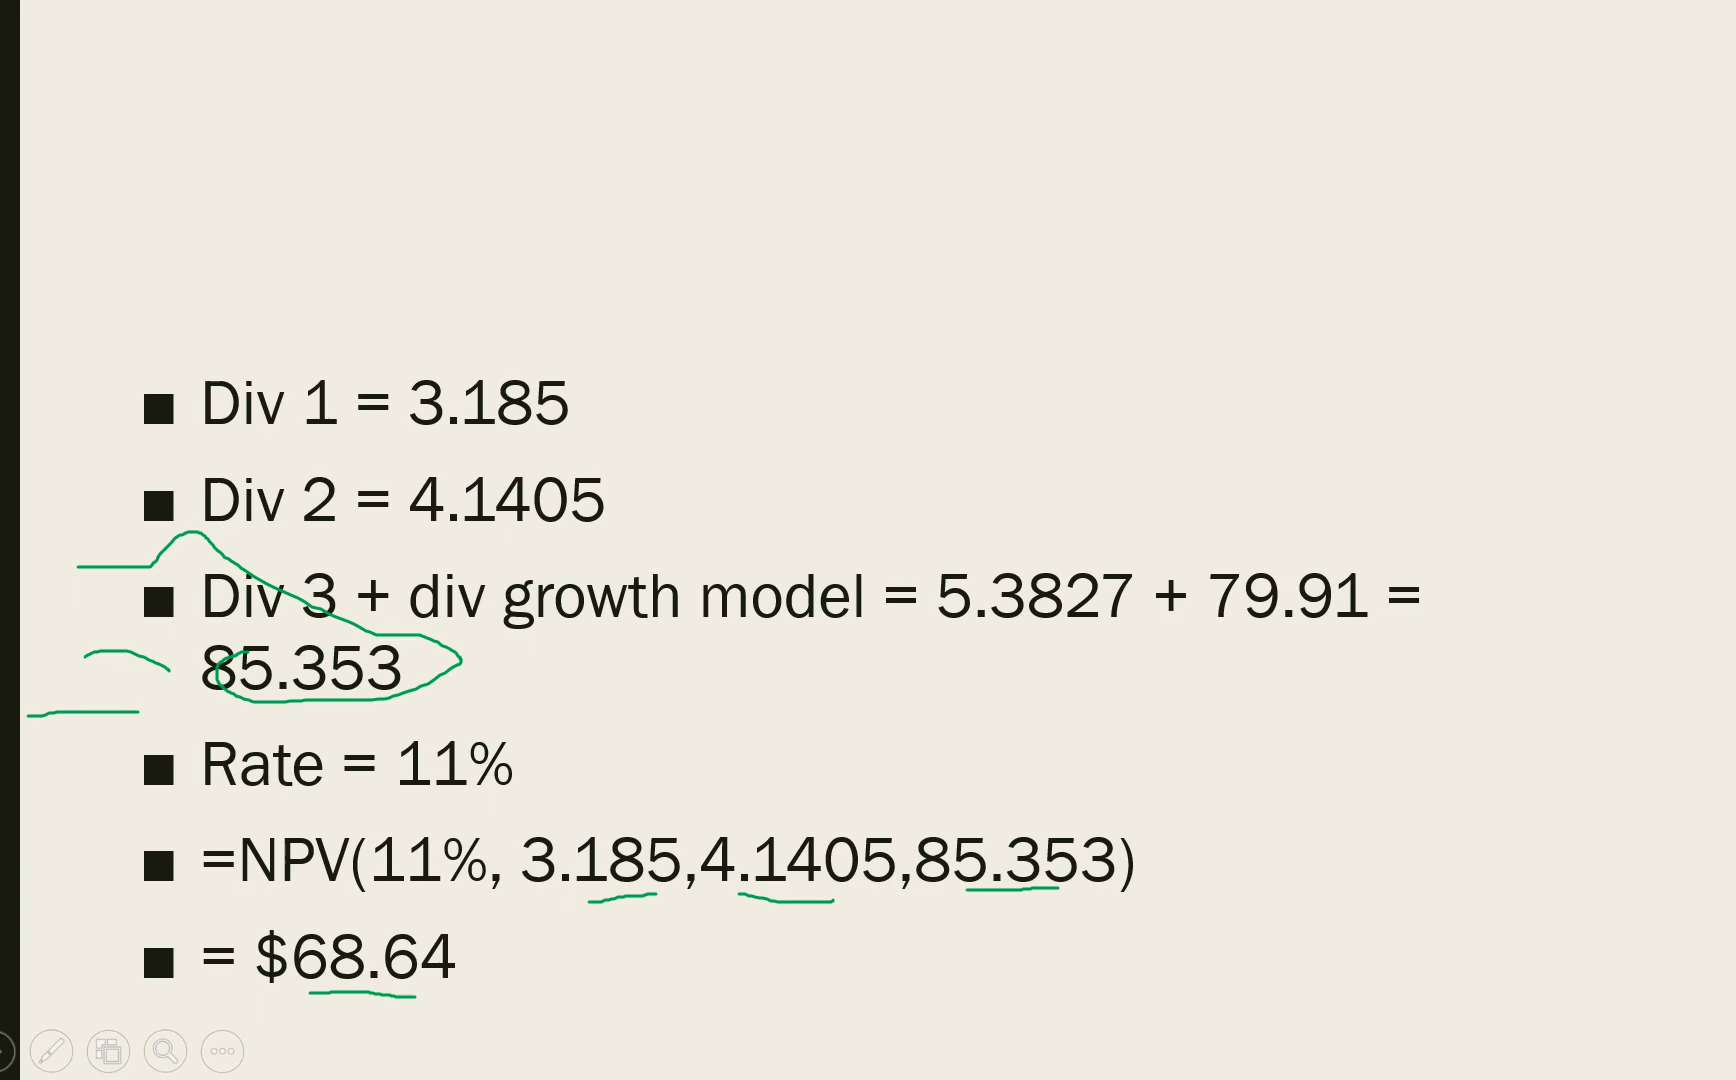 ■ Div 1 = 3.185
■ Div 2 = 4.1405
■ Div 3 + div growth model = 5.3827 + 79.91 =
85.353
■ Rate = 11%
■ =NPV(11%, 3.185,4.1405,85.353)
■ = $68.64